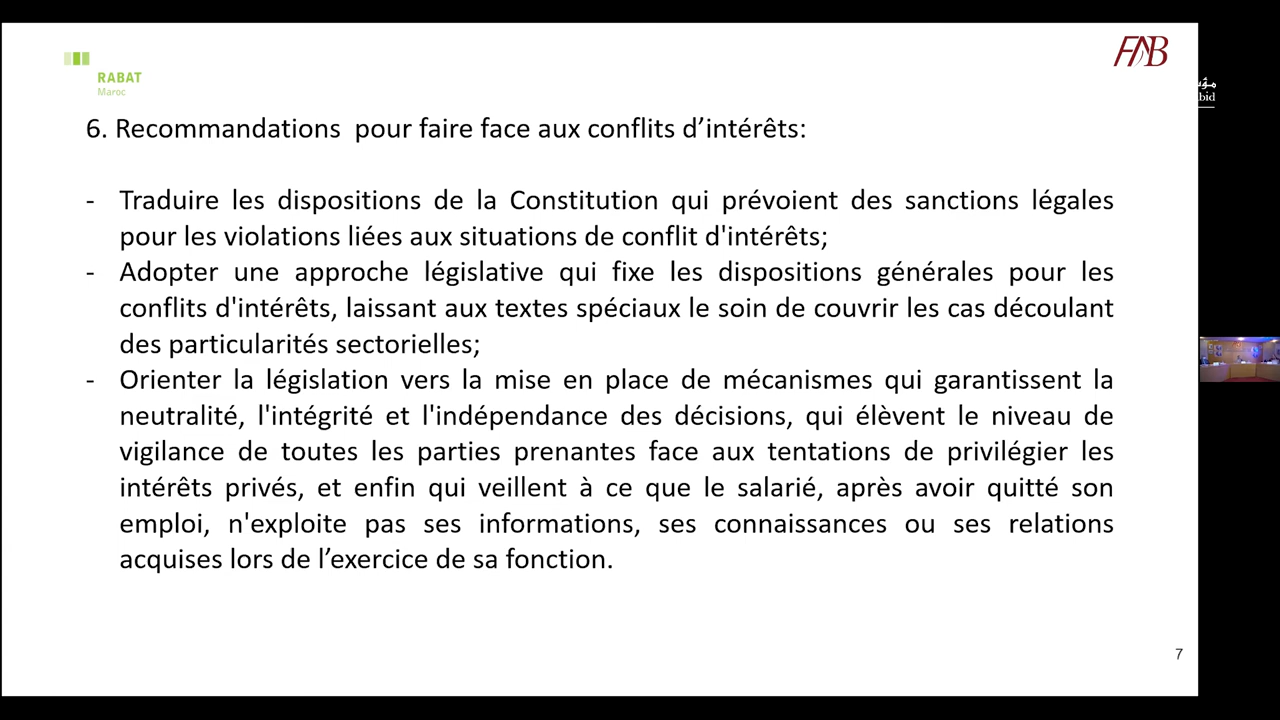 RABAT
Maroc
FAB
6. Recommandations  pour faire face aux conflits d’intérêts:
- Traduire les dispositions de la Constitution qui prévoient des sanctions légales
pour les violations liées aux situations de conflit d'intérêts;
- Adopter une approche législative qui fixe les dispositions générales pour les
conflits d'intérêts, laissant aux textes spéciaux le soin de couvrir les cas découlant
des particularités sectorielles;
- Orienter la législation vers la mise en place de mécanismes qui garantissent la
neutralité, l'intégrité et l'indépendance des décisions, qui élèvent le niveau de
vigilance de toutes les parties prenantes face aux tentations de privilégier les
intérêts privés, et enfin qui veillent à ce que le salarié, après avoir quitté son
emploi, n'exploite pas ses informations, ses connaissances ou ses relations
acquises lors de l’exercice de sa fonction.
7